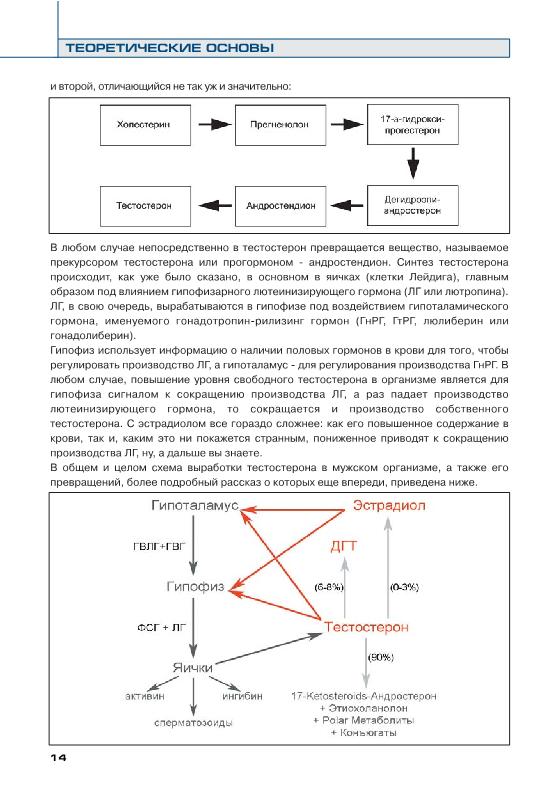 ТЕОРЕТИЧЕСКИЕ ОСНОВЫ
и второй, отличающийся не так уж и значительно:
Холестерин
Прегненолон
17-а-гидрокси-
прогестерон
Тестостерон
Андростендион
Дегидроэпи-
андростерон
В любом случае непосредственно в тестостерон превращается вещество, называемое
прекурсором тестостерона или прогормоном - андростендион. Синтез тестостерона
происходит, как уже было сказано, в основном в яичках (клетки Лейдига), главным
образом под влиянием гипофизарного лютеинизирующего гормона (ЛГ или лютропина).
ЛГ, в свою очередь, вырабатываются в гипофизе под воздействием гипоталамического
гормона, именуемого гонадотропин-рилизинг гормон (ГнРГ, ГтРГ, люлиберин или
гонадолиберин).
Гипофиз использует информацию о наличии половых гормонов в крови для того, чтобы
регулировать производство ЛГ, а гипоталамус - для регулирования производства ГнРГ. В
любом случае, повышение уровня свободного тестостерона в организме является для
гипофиза сигналом к сокращению производства ЛГ, а раз падает производство
лютеинизирующего гормона, то сокращается и производство собственного
тестостерона. С эстрадиолом все гораздо сложнее: как его повышенное содержание в
крови, так и, каким это ни покажется странным, пониженное приводят к сокращению
производства ЛГ, ну, а дальше вы знаете.
В общем и целом схема выработки тестостерона в мужском организме, а также его
превращений, более подробный рассказ о которых еще впереди, приведена ниже.
Гипоталамус
Эстрадиол
ГВЛГ+ГВГ
ДГТ
Гипофиз
(6-8%)
(0-3%)
ФСГ + ЛГ
Тестостерон
Яички
(90%)
активин
ингибин
сперматозоиды
17-Ketosteroids-Андростерон
+ Этиохоланолон
+ Polar Метаболиты
+ Конъюгаты
14